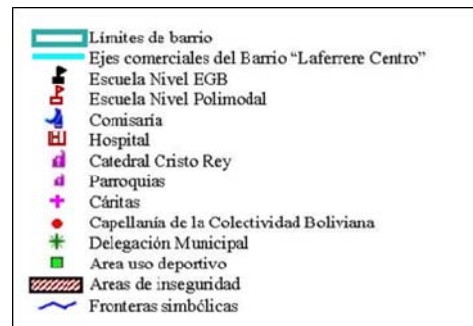 Límites de barrio
Ejes comerciales del Barrio “Laferrere Centro”
Escuela Nivel EGB
Escuela Nivel Polimodal
Comisaría
Hospital
Catedral Cristo Rey
Parroquias
Cáritas
Capellanía de la Colectividad Boliviana
Delegación Municipal
Area uso deportivo
Areas de inseguridad
Fronteras simbólicas